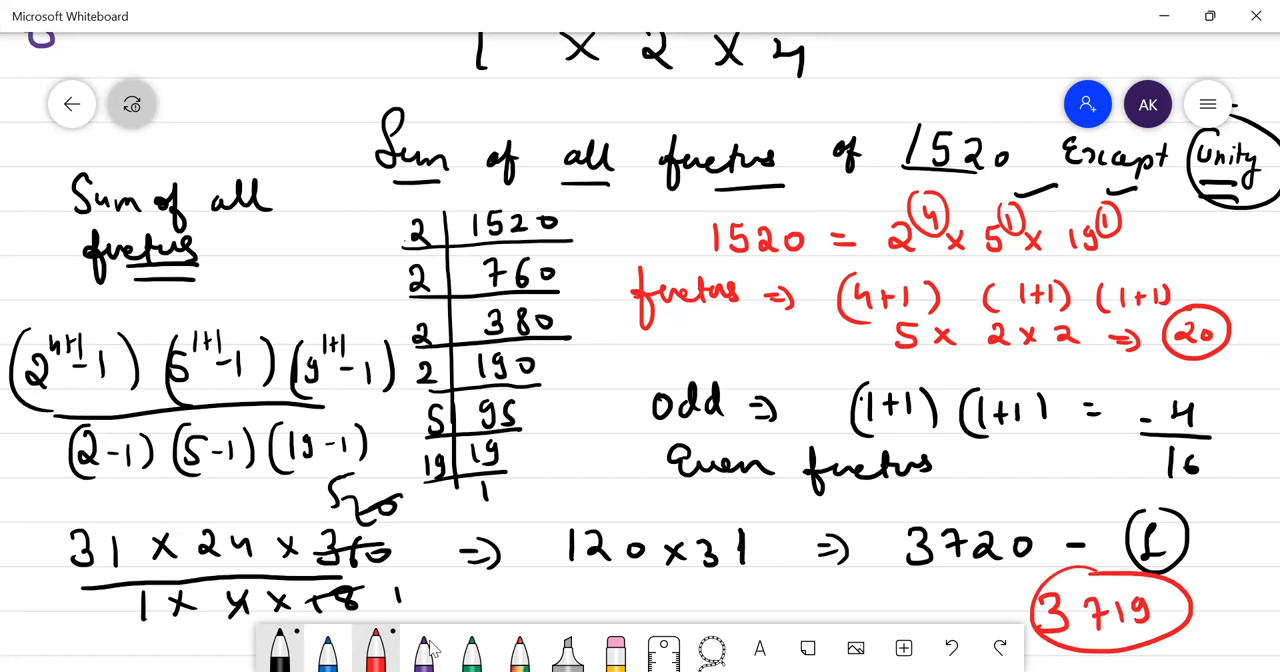 Microsoft Whiteboard
1 × 2 × 4
AK
Sum of all factors of 1520 Except Unity
Sum of all
factors
(2^4+1 - 1) (5^1+1 - 1) (19^1+1 - 1)
(2-1) (5-1) (19-1)
2 | 1520
2 | 760
2 | 380
2 | 190
5 | 95
19 | 19
1
1520 = 2^4 × 5^1 × 19^1
factors ⇒ (4+1) (1+1) (1+1)
5 × 2 × 2 ⇒ 20
odd ⇒ (1+1) (1+1) = - 4
Even factors 16
31 × 24 × 360 ⇒ 120 × 31 ⇒ 3720 - 1
1 × 4 × 18 1
3719
A